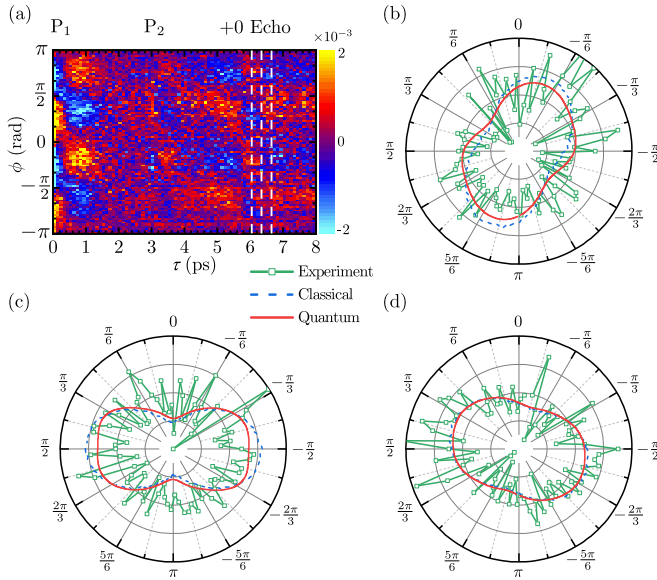 (a)
P₁ P₂ +0 Echo
×10⁻³
π
π/2
0
−π/2
−π
ϕ (rad)
0 1 2 3 4 5 6 7 8
τ (ps)
2
0
-2
(b)
0
π/6 −π/6
π/3 −π/3
π/2 −π/2
2π/3 −2π/3
5π/6 −5π/6
π
Experiment
Classical
Quantum
(c)
0
π/6 −π/6
π/3 −π/3
π/2 −π/2
2π/3 −2π/3
5π/6 −5π/6
π
(d)
0
π/6 −π/6
π/3 −π/3
π/2 −π/2
2π/3 −2π/3
5π/6 −5π/6
π